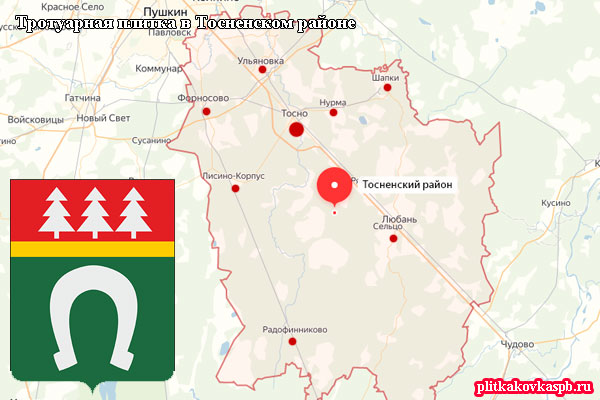 Пушкин
Тротуарная плитка в Тосненском районе
Красное Село
Павловск
Ульяновка
Коммунар
Шапки
Гатчина
Форносово
Нурма
Тосно
Войсковицы
Новый Свет
Сусанино
Лисино-Корпус
Тосненский район
Кусино
Любань
Сельцо
Радофинниково
Чудово
plitkakovkaspb.ru